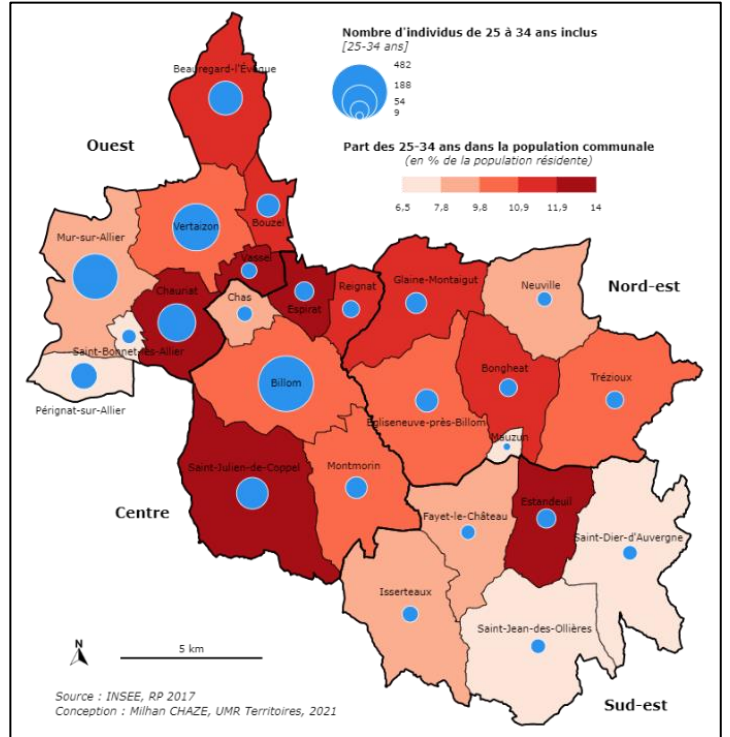 Nombre d'individus de 25 à 34 ans inclus
[25-34 ans]
482
188
54
9
Part des 25-34 ans dans la population communale
(en % de la population résidente)
6,5
7,8
9,8
10,9
11,9
14
Beauregard-l'Évêque
Ouest
Bouzel
Vertaizon
Mur-sur-Allier
Vassel
Chauriat
Espirat
Reignat
Glaine-Montaigut
Neuville
Nord-est
Chas
Saint-Bonnet-lès-Allier
Billom
Bongheat
Trézioux
Pérignat-sur-Allier
Égliseneuve-près-Billom
Mauzun
Saint-Julien-de-Coppel
Montmorin
Centre
Fayet-le-Château
Estandeuil
Saint-Dier-d'Auvergne
Isserteaux
Saint-Jean-des-Ollières
N
5 km
Source : INSEE, RP 2017
Conception : Milhan CHAZE, UMR Territoires, 2021
Sud-est